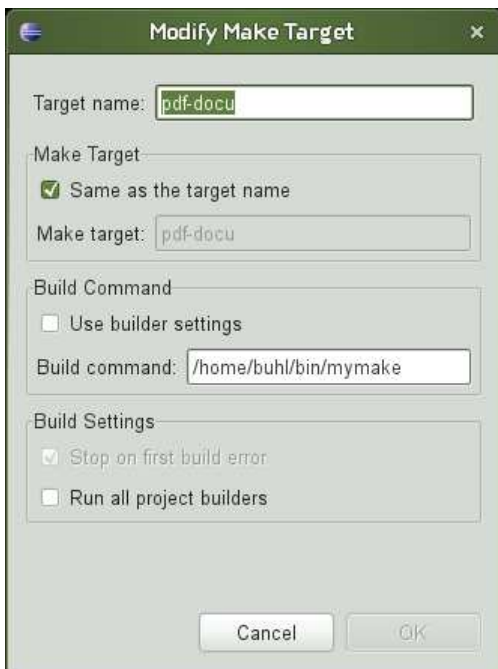 Modify Make Target
Target name: pdf-docu
Make Target
Same as the target name
Make target: pdf-docu
Build Command
Use builder settings
Build command: /home/buhl/bin/mymake
Build Settings
Stop on first build error
Run all project builders
Cancel OK